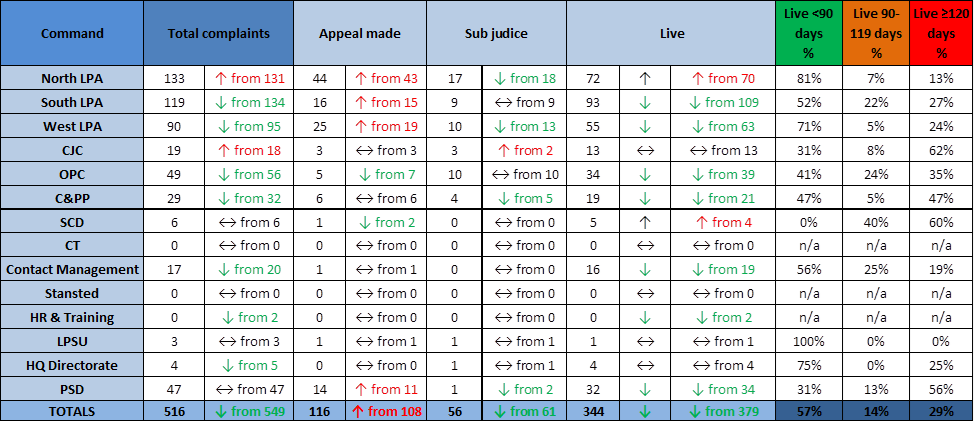 Command Total complaints Appeal made Sub judice Live Live <90 days % Live 90-119 days % Live ≥120 days %
North LPA 133 ↑ from 131 44 ↑ from 43 17 ↓ from 18 72 ↑ ↑ from 70 81% 7% 13%
South LPA 119 ↓ from 134 16 ↑ from 15 9 ↔ from 9 93 ↓ ↓ from 109 52% 22% 27%
West LPA 90 ↓ from 95 25 ↑ from 19 10 ↓ from 13 55 ↓ ↓ from 63 71% 5% 24%
CJC 19 ↑ from 18 3 ↔ from 3 3 ↑ from 2 13 ↔ ↔ from 13 31% 8% 62%
OPC 49 ↓ from 56 5 ↓ from 7 10 ↔ from 10 34 ↓ ↓ from 39 41% 24% 35%
C&PP 29 ↓ from 32 6 ↔ from 6 4 ↓ from 5 19 ↓ ↓ from 21 47% 5% 47%
SCD 6 ↔ from 6 1 ↓ from 2 0 ↔ from 0 5 ↑ ↑ from 4 0% 40% 60%
CT 0 ↔ from 0 0 ↔ from 0 0 ↔ from 0 0 ↔ ↔ from 0 n/a n/a n/a
Contact Management 17 ↓ from 20 1 ↔ from 1 0 ↔ from 0 16 ↓ ↓ from 19 56% 25% 19%
Stansted 0 ↔ from 0 0 ↔ from 0 0 ↔ from 0 0 ↔ ↔ from 0 n/a n/a n/a
HR & Training 0 ↓ from 2 0 ↔ from 0 0 ↔ from 0 0 ↓ ↓ from 2 n/a n/a n/a
LPSU 3 ↔ from 3 1 ↔ from 1 1 ↔ from 1 1 ↔ ↔ from 1 100% 0% 0%
HQ Directorate 4 ↓ from 5 0 ↔ from 0 1 ↔ from 1 4 ↔ ↔ from 4 75% 0% 25%
PSD 47 ↔ from 47 14 ↑ from 11 1 ↓ from 2 32 ↓ ↓ from 34 31% 13% 56%
TOTALS 516 ↓ from 549 116 ↑ from 108 56 ↓ from 61 344 ↓ ↓ from 379 57% 14% 29%